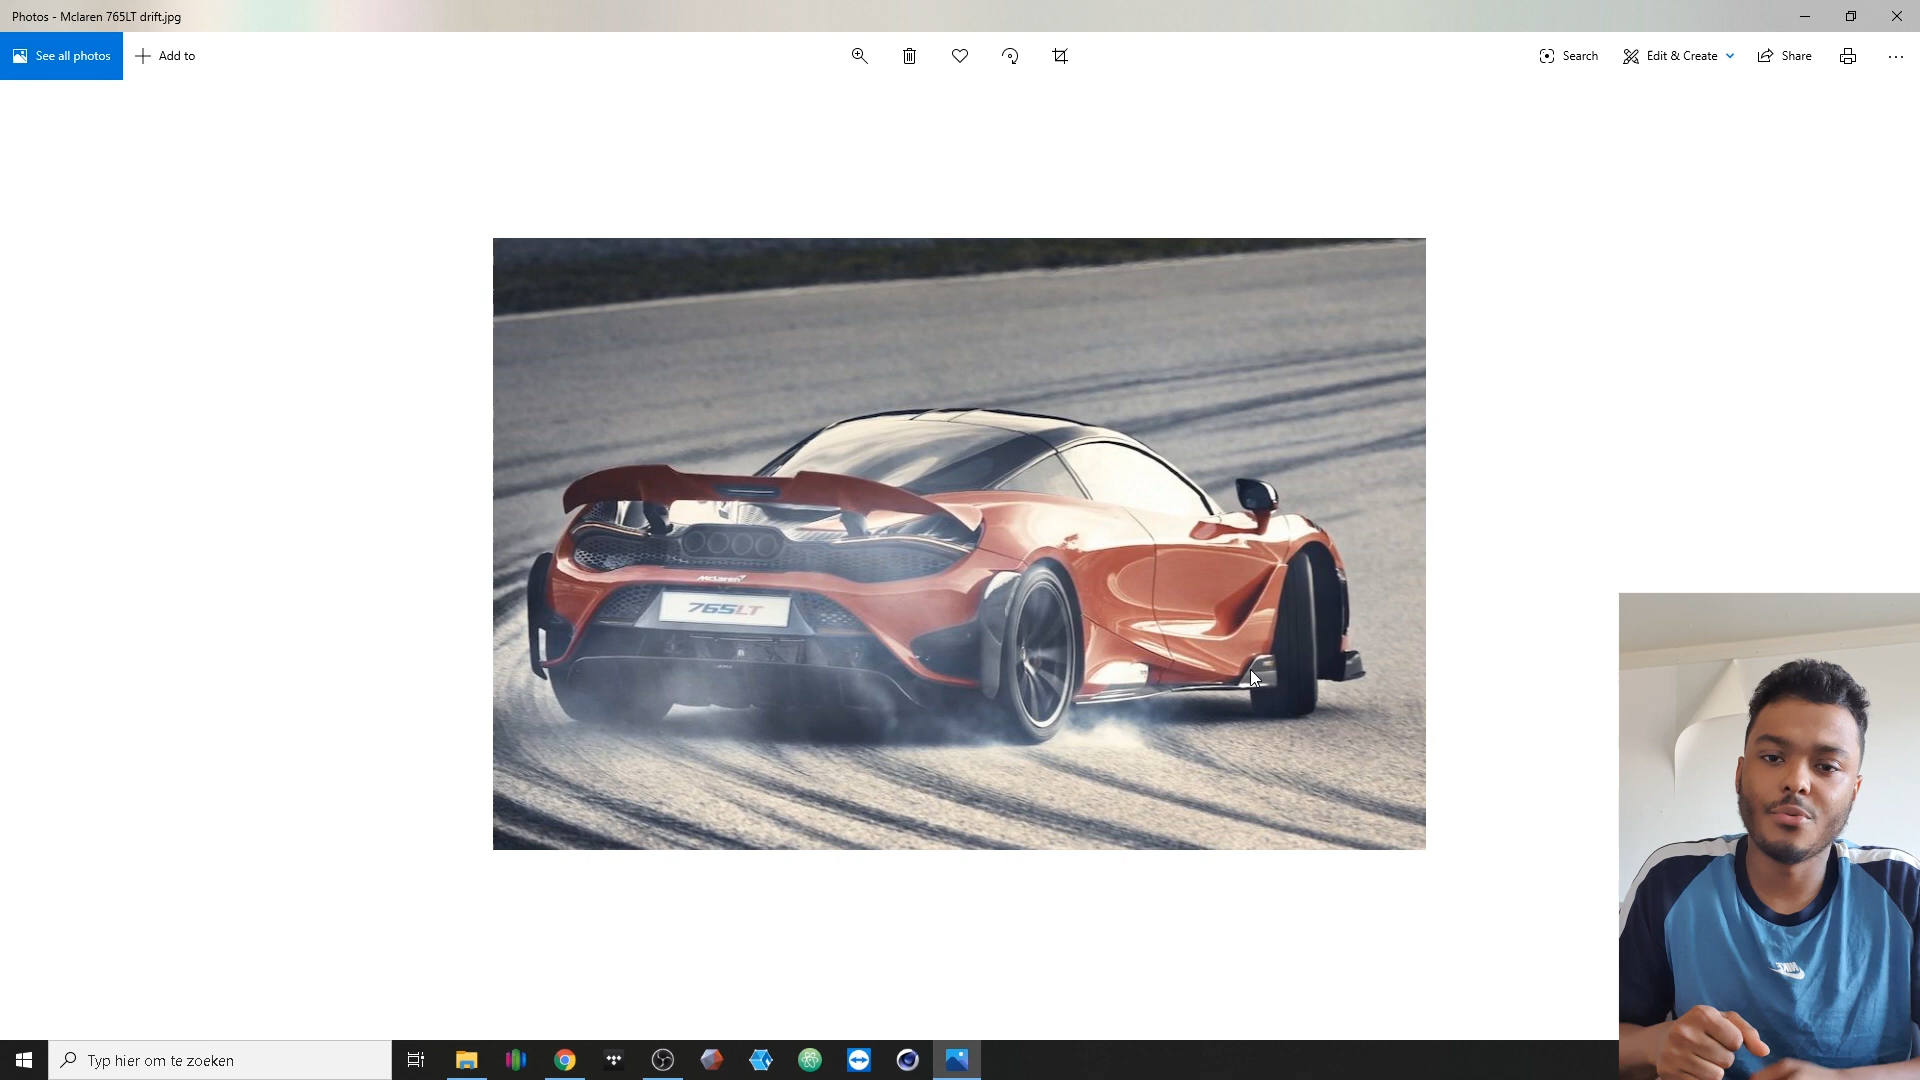 Photos - Mclaren 765LT drift.jpg
See all photos
Add to
Search
Edit & Create
Share
McLaren
765LT
NIKE
Typ hier om te zoeken